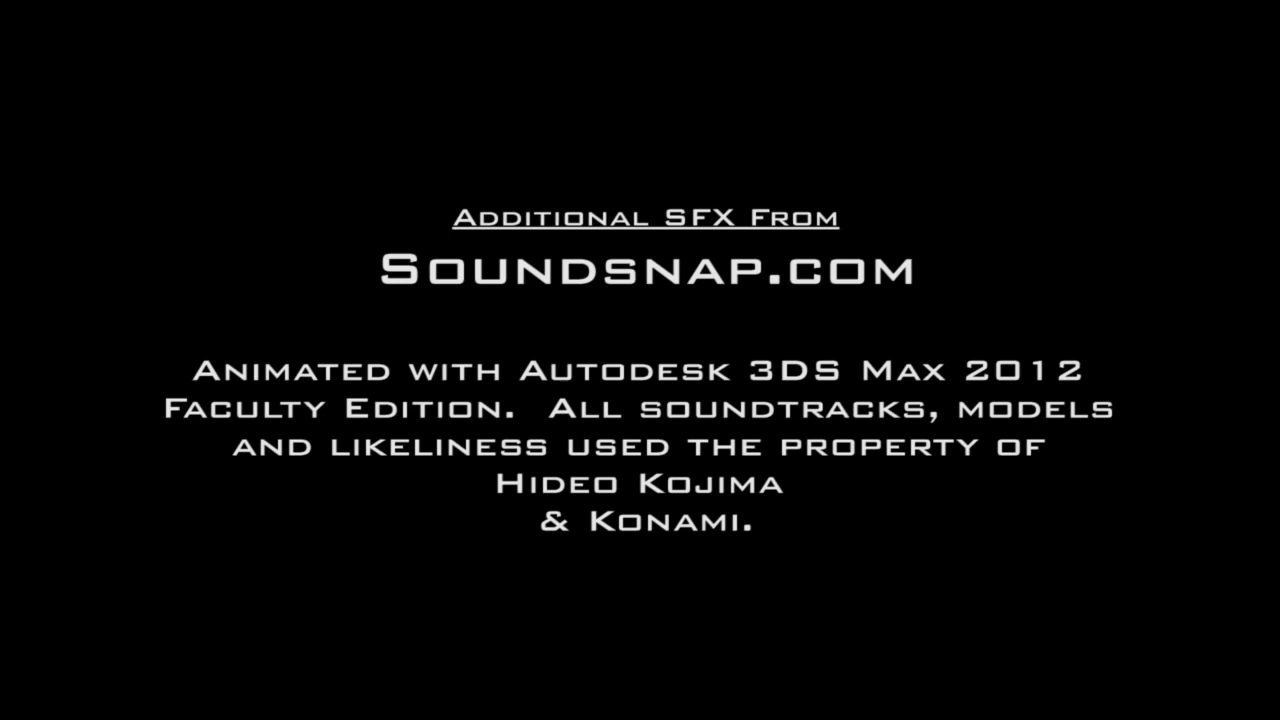 Additional SFX From
Soundsnap.com
Animated with Autodesk 3DS Max 2012
Faculty Edition.  All soundtracks, models
and likeliness used the property of
Hideo Kojima
& Konami.